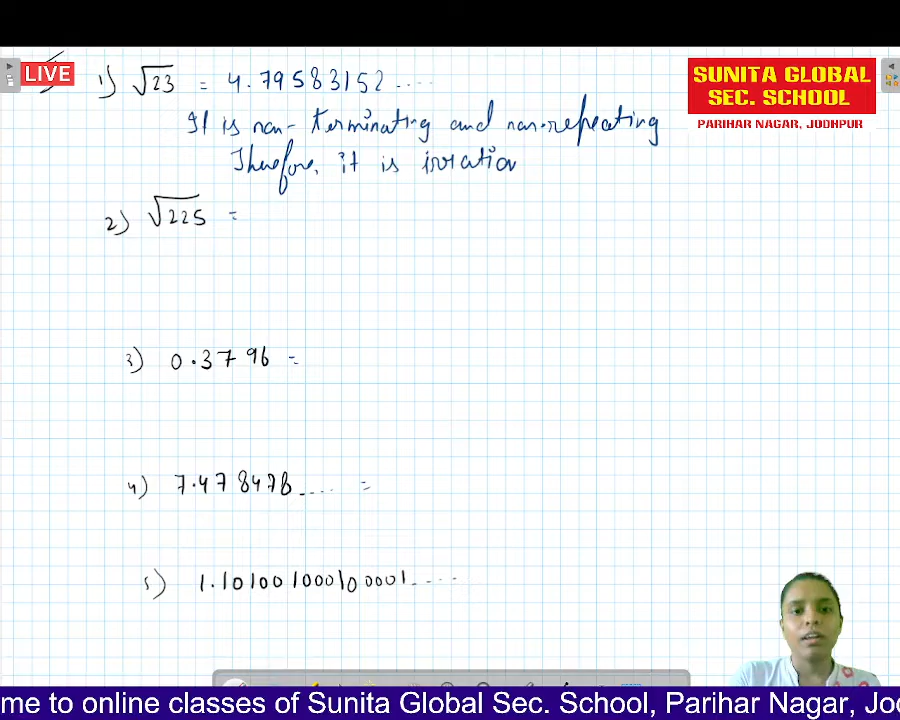 LIVE
1) √23 = 4.79583152....
It is non-terminating and non-repeating
Therefore, it is irration
SUNITA GLOBAL
SEC. SCHOOL
PARIHAR NAGAR, JODHPUR
2) √225 =
3) 0.3796 =
4) 7.478478.... =
5) 1.101001000100001....
me to online classes of Sunita Global Sec. School, Parihar Nagar, Jo